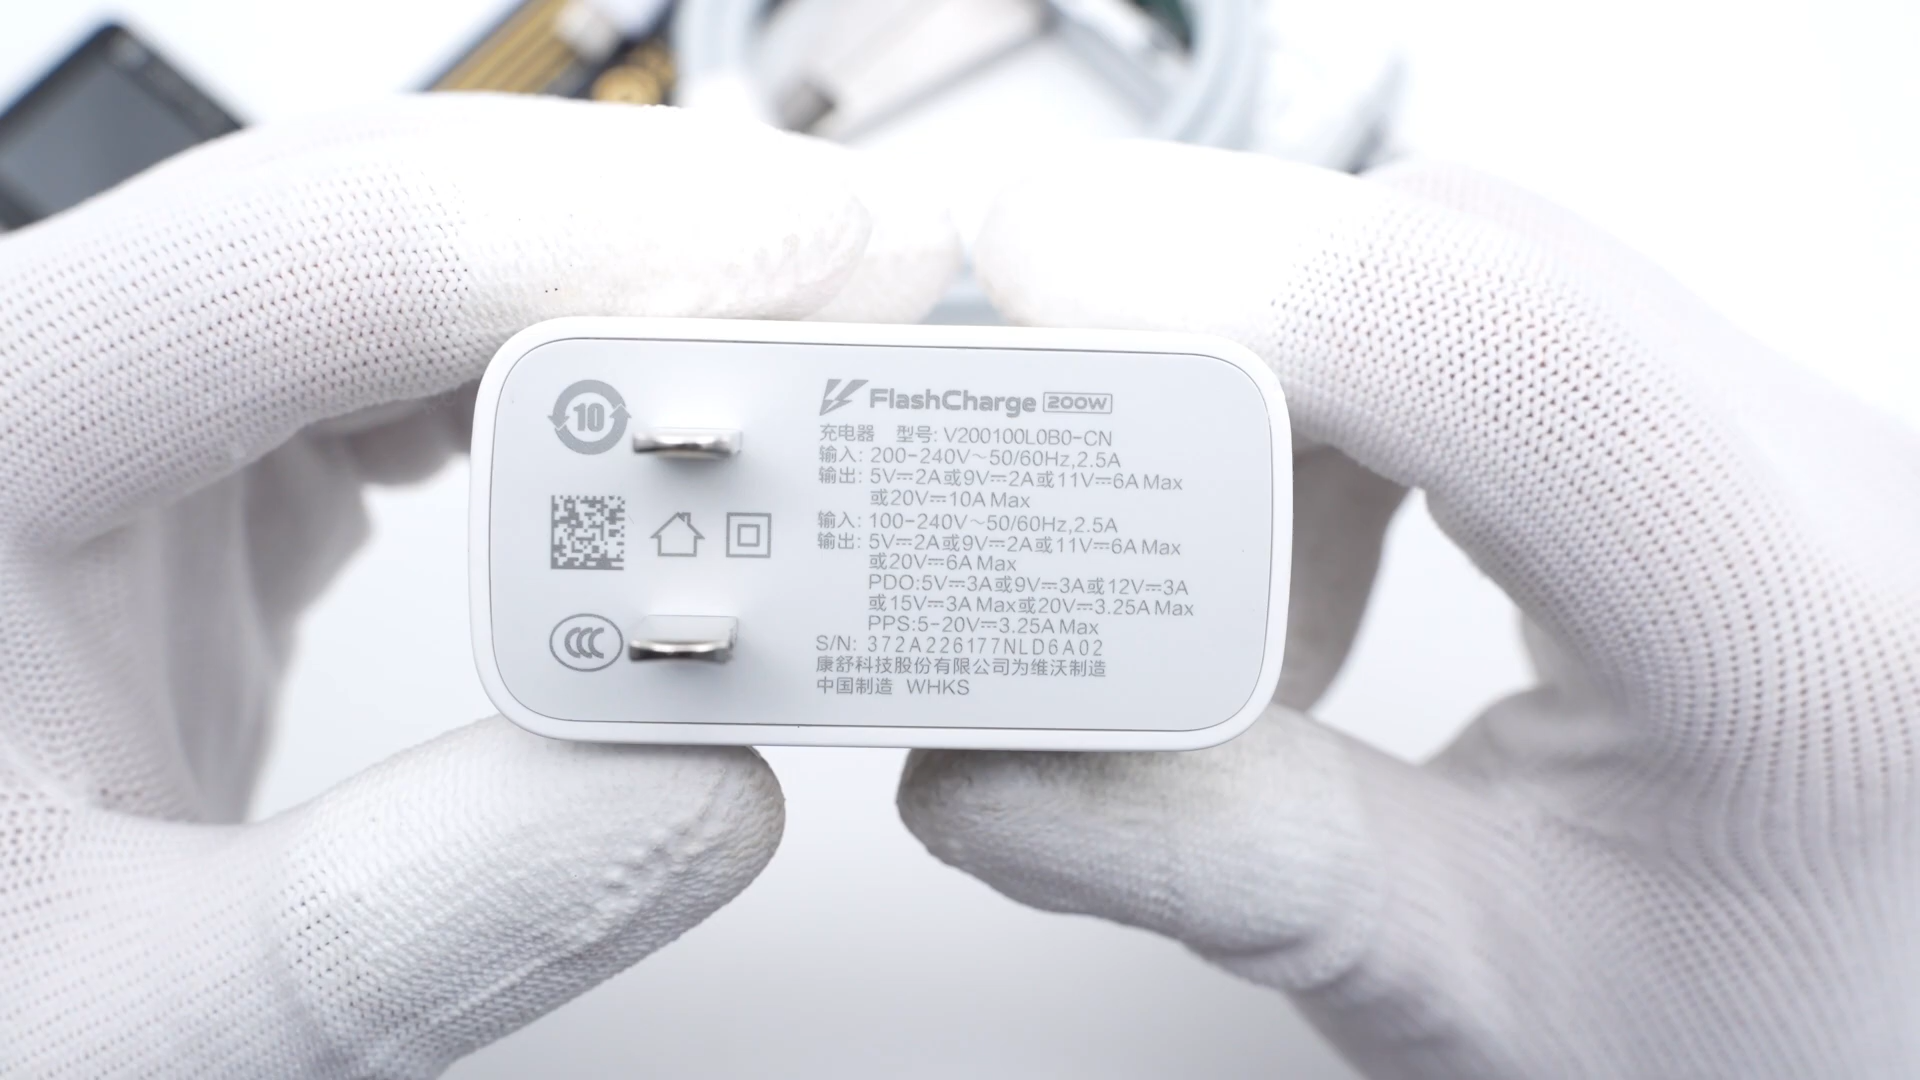 10
FlashCharge 200W
充电器 型号: V200100L0B0-CN
输入: 200-240V~50/60Hz,2.5A
输出: 5V⎓2A或9V⎓2A或11V⎓6A Max
或20V⎓10A Max
输入: 100-240V~50/60Hz,2.5A
输出: 5V⎓2A或9V⎓2A或11V⎓6A Max
或20V⎓6A Max
PDO:5V⎓3A或9V⎓3A或12V⎓3A
或15V⎓3A Max或20V⎓3.25A Max
PPS:5-20V⎓3.25A Max
S/N: 372A226177NLD6A02
康舒科技股份有限公司为维沃制造
中国制造 WHKS
CCC